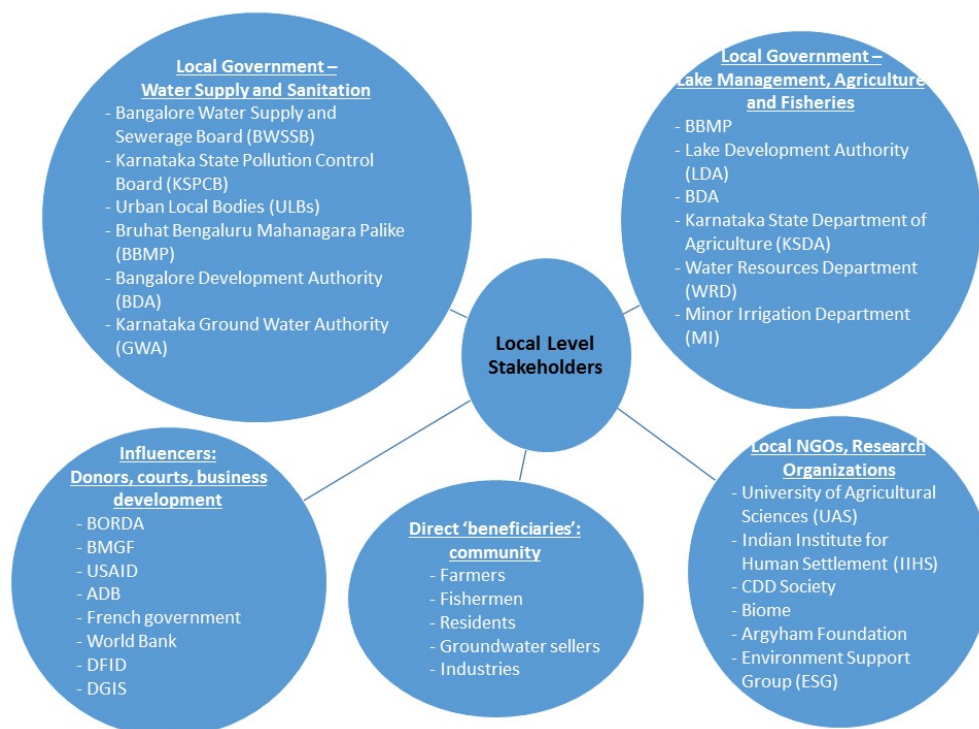 Local Government –
Water Supply and Sanitation
- Bangalore Water Supply and
Sewerage Board (BWSSB)
- Karnataka State Pollution Control
Board (KSPCB)
- Urban Local Bodies (ULBs)
- Bruhat Bengaluru Mahanagara Palike
(BBMP)
- Bangalore Development Authority
(BDA)
- Karnataka Ground Water Authority
(GWA)
Local Government –
Lake Management, Agriculture
and Fisheries
- BBMP
- Lake Development Authority
(LDA)
- BDA
- Karnataka State Department of
Agriculture (KSDA)
- Water Resources Department
(WRD)
- Minor Irrigation Department
(MI)
Local Level
Stakeholders
Influencers:
Donors, courts, business
development
- BORDA
- BMGF
- USAID
- ADB
- French government
- World Bank
- DFID
- DGIS
Direct ‘beneficiaries’:
community
- Farmers
- Fishermen
- Residents
- Groundwater sellers
- Industries
Local NGOs, Research
Organizations
- University of Agricultural
Sciences (UAS)
- Indian Institute for
Human Settlement (IIHS)
- CDD Society
- Biome
- Argyham Foundation
- Environment Support
Group (ESG)